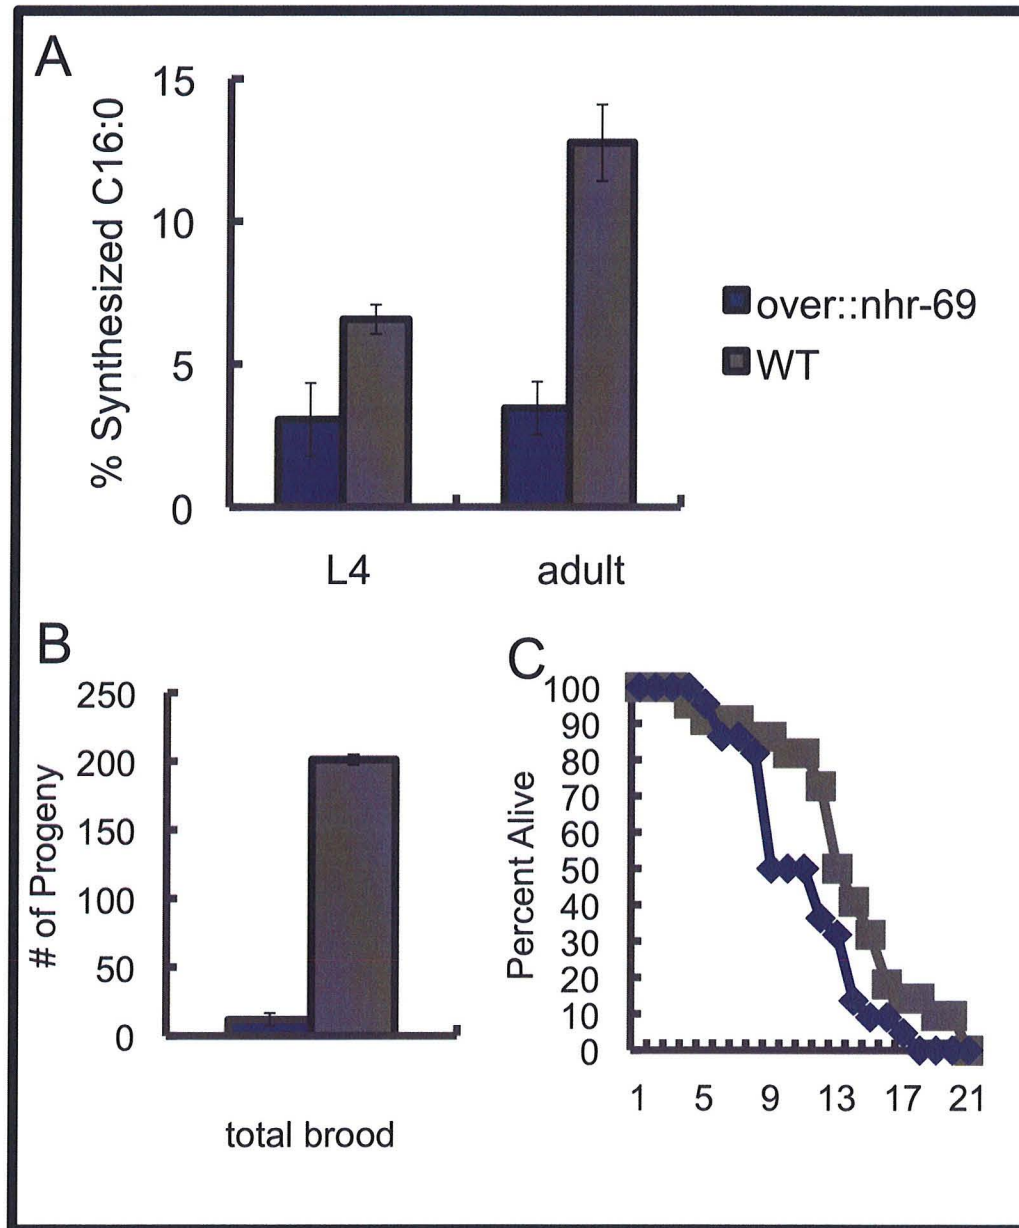 A
% Synthesized C16:0
15
10
5
0
L4 adult
over::nhr-69
WT
B
# of Progeny
250
200
150
100
50
0
total brood
C
Percent Alive
100
90
80
70
60
50
40
30
20
10
0
1 5 9 13 17 21